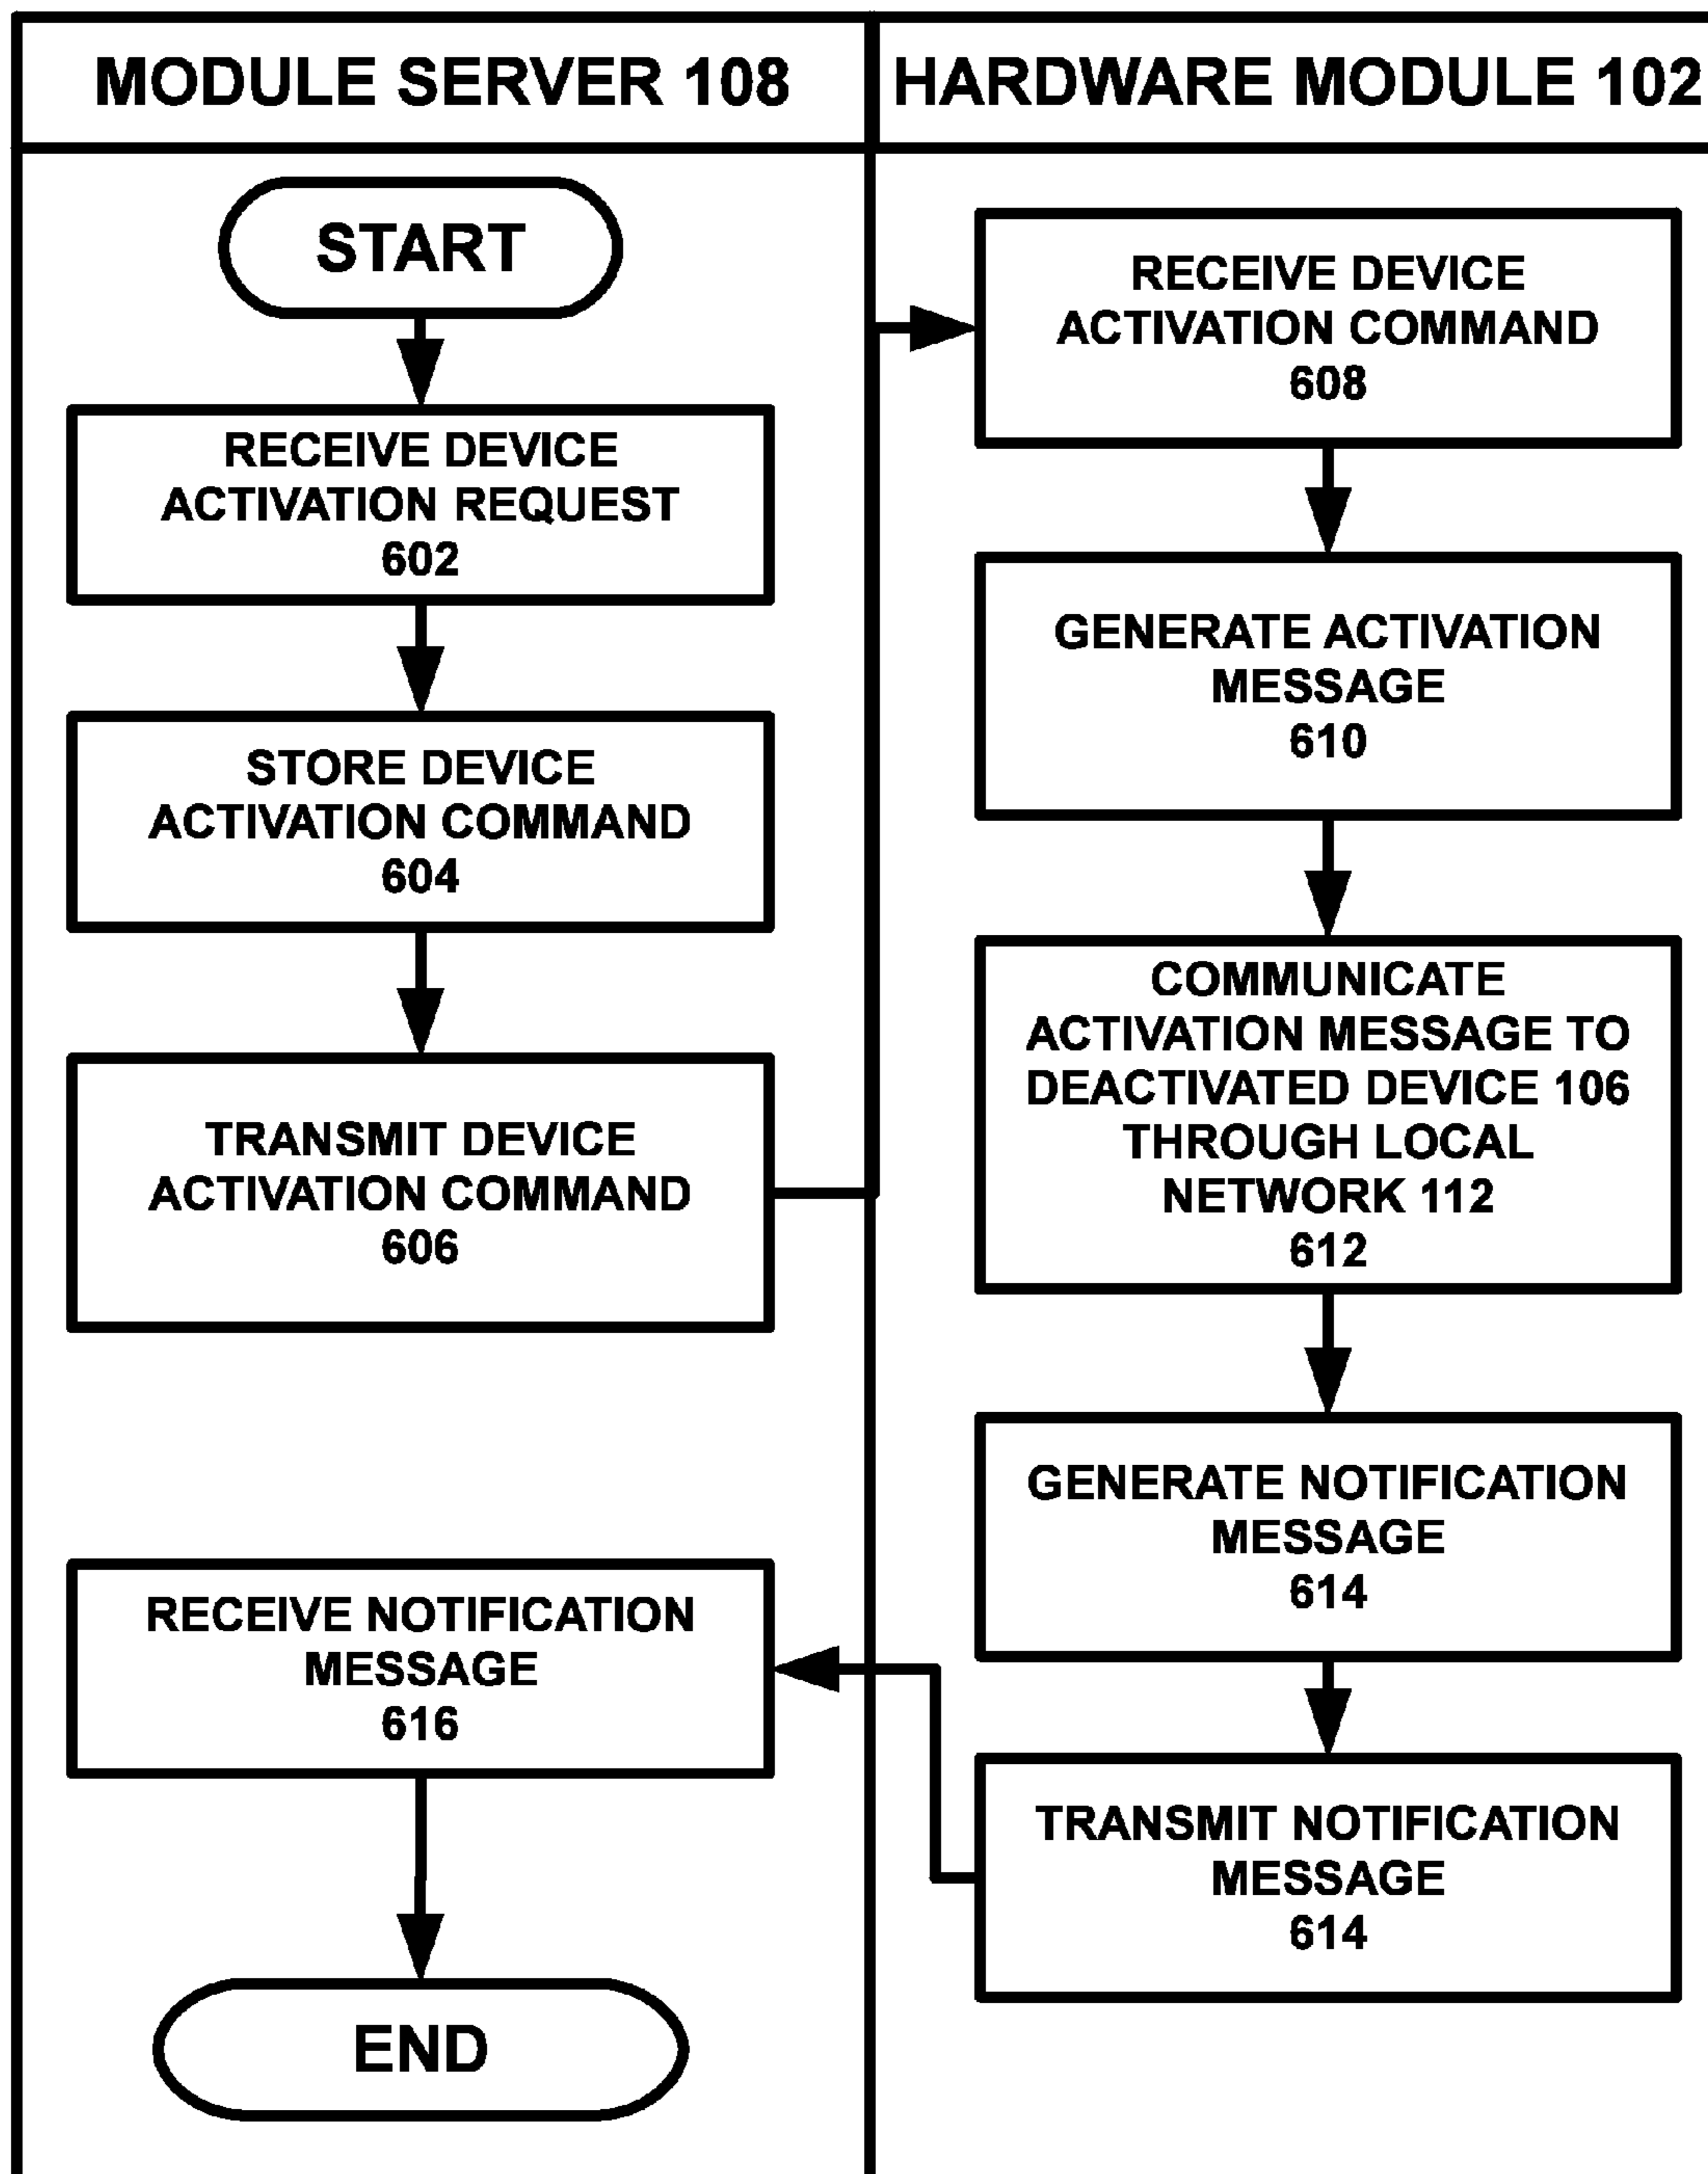 MODULE SERVER 108
HARDWARE MODULE 102
START
RECEIVE DEVICE
ACTIVATION REQUEST
602
STORE DEVICE
ACTIVATION COMMAND
604
TRANSMIT DEVICE
ACTIVATION COMMAND
606
RECEIVE DEVICE
ACTIVATION COMMAND
608
GENERATE ACTIVATION
MESSAGE
610
COMMUNICATE
ACTIVATION MESSAGE TO
DEACTIVATED DEVICE 106
THROUGH LOCAL
NETWORK 112
612
GENERATE NOTIFICATION
MESSAGE
614
TRANSMIT NOTIFICATION
MESSAGE
614
RECEIVE NOTIFICATION
MESSAGE
616
END